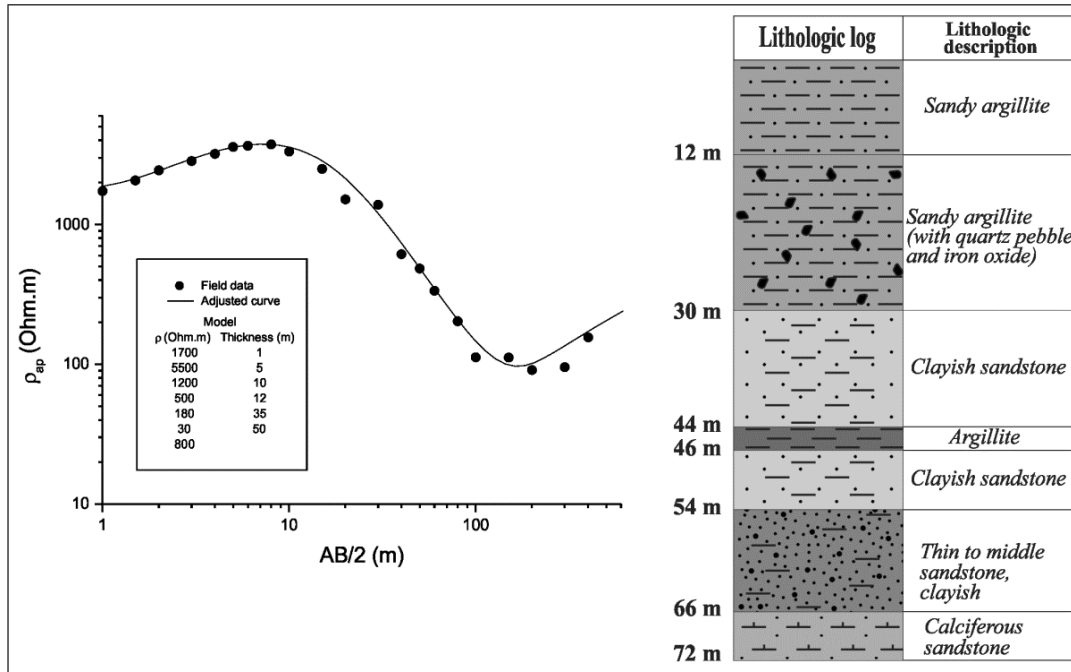 1000
100
10
ρap (Ohm.m)
1
10
100
AB/2 (m)
Field data
Adjusted curve
Model
ρ (Ohm.m) Thickness (m)
1700 1
5500 5
1200 10
500 12
180 35
30 50
800
Lithologic log
Lithologic
description
Sandy argillite
12 m
Sandy argillite
(with quartz pebble
and iron oxide)
30 m
Clayish sandstone
44 m
Argillite
46 m
Clayish sandstone
54 m
Thin to middle
sandstone,
clayish
66 m
Calciferous
sandstone
72 m